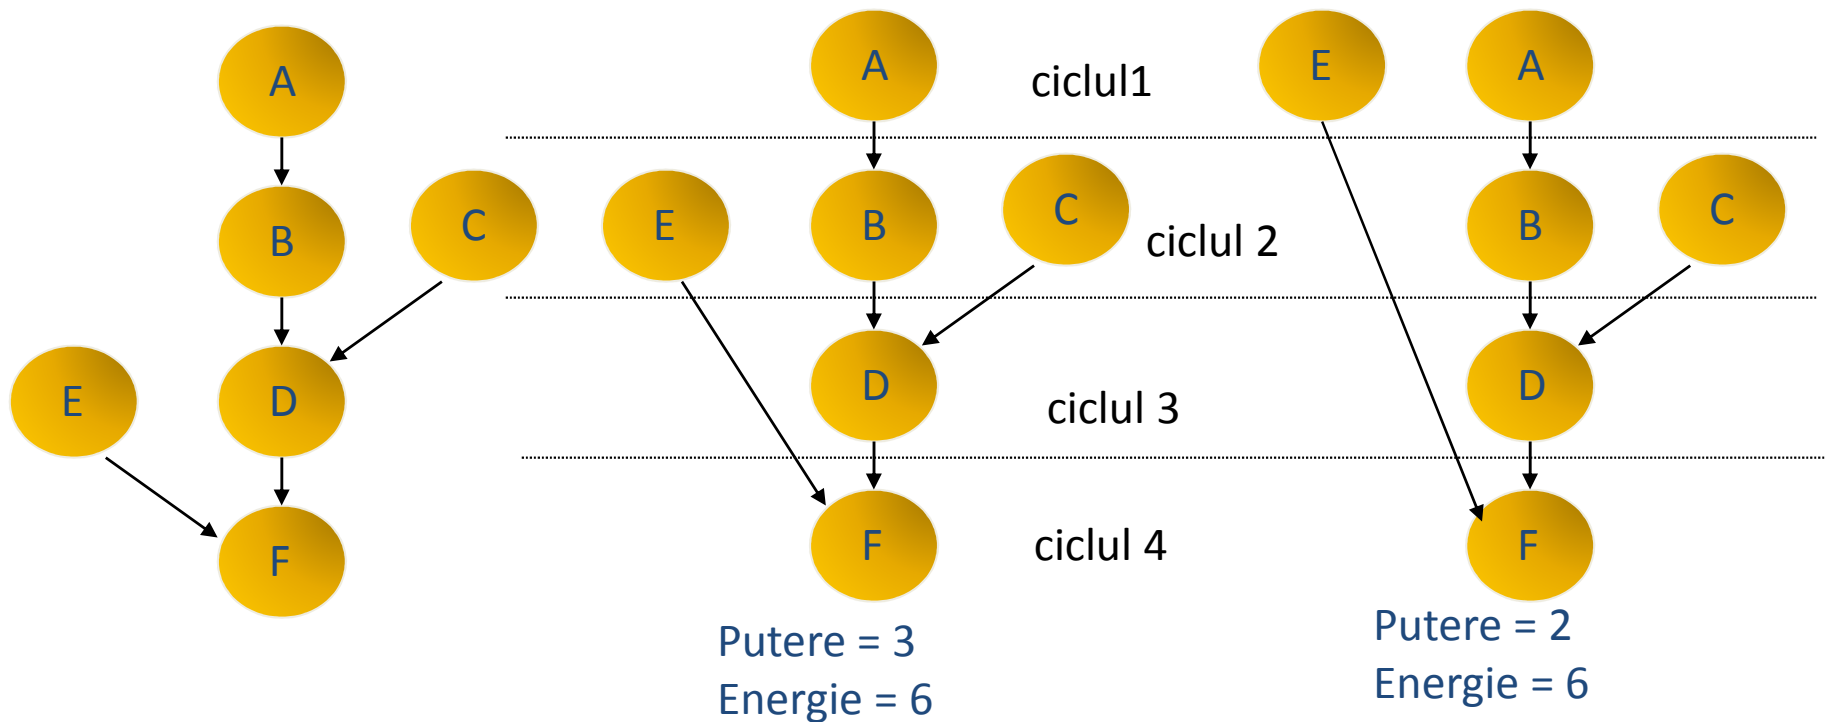 A
B
C
E
D
F
A
ciclul1
E
B
C
ciclul 2
D
ciclul 3
F
ciclul 4
Putere = 3
Energie = 6
E
A
B
C
D
F
Putere = 2
Energie = 6